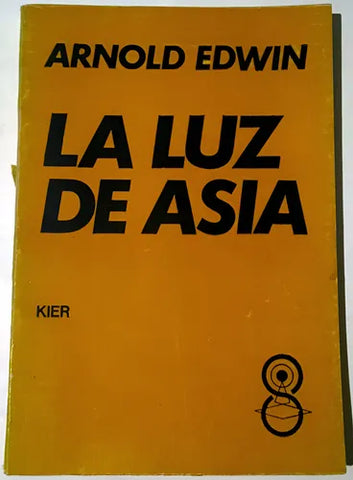 ARNOLD EDWIN
LA LUZ
DE ASIA
KIER